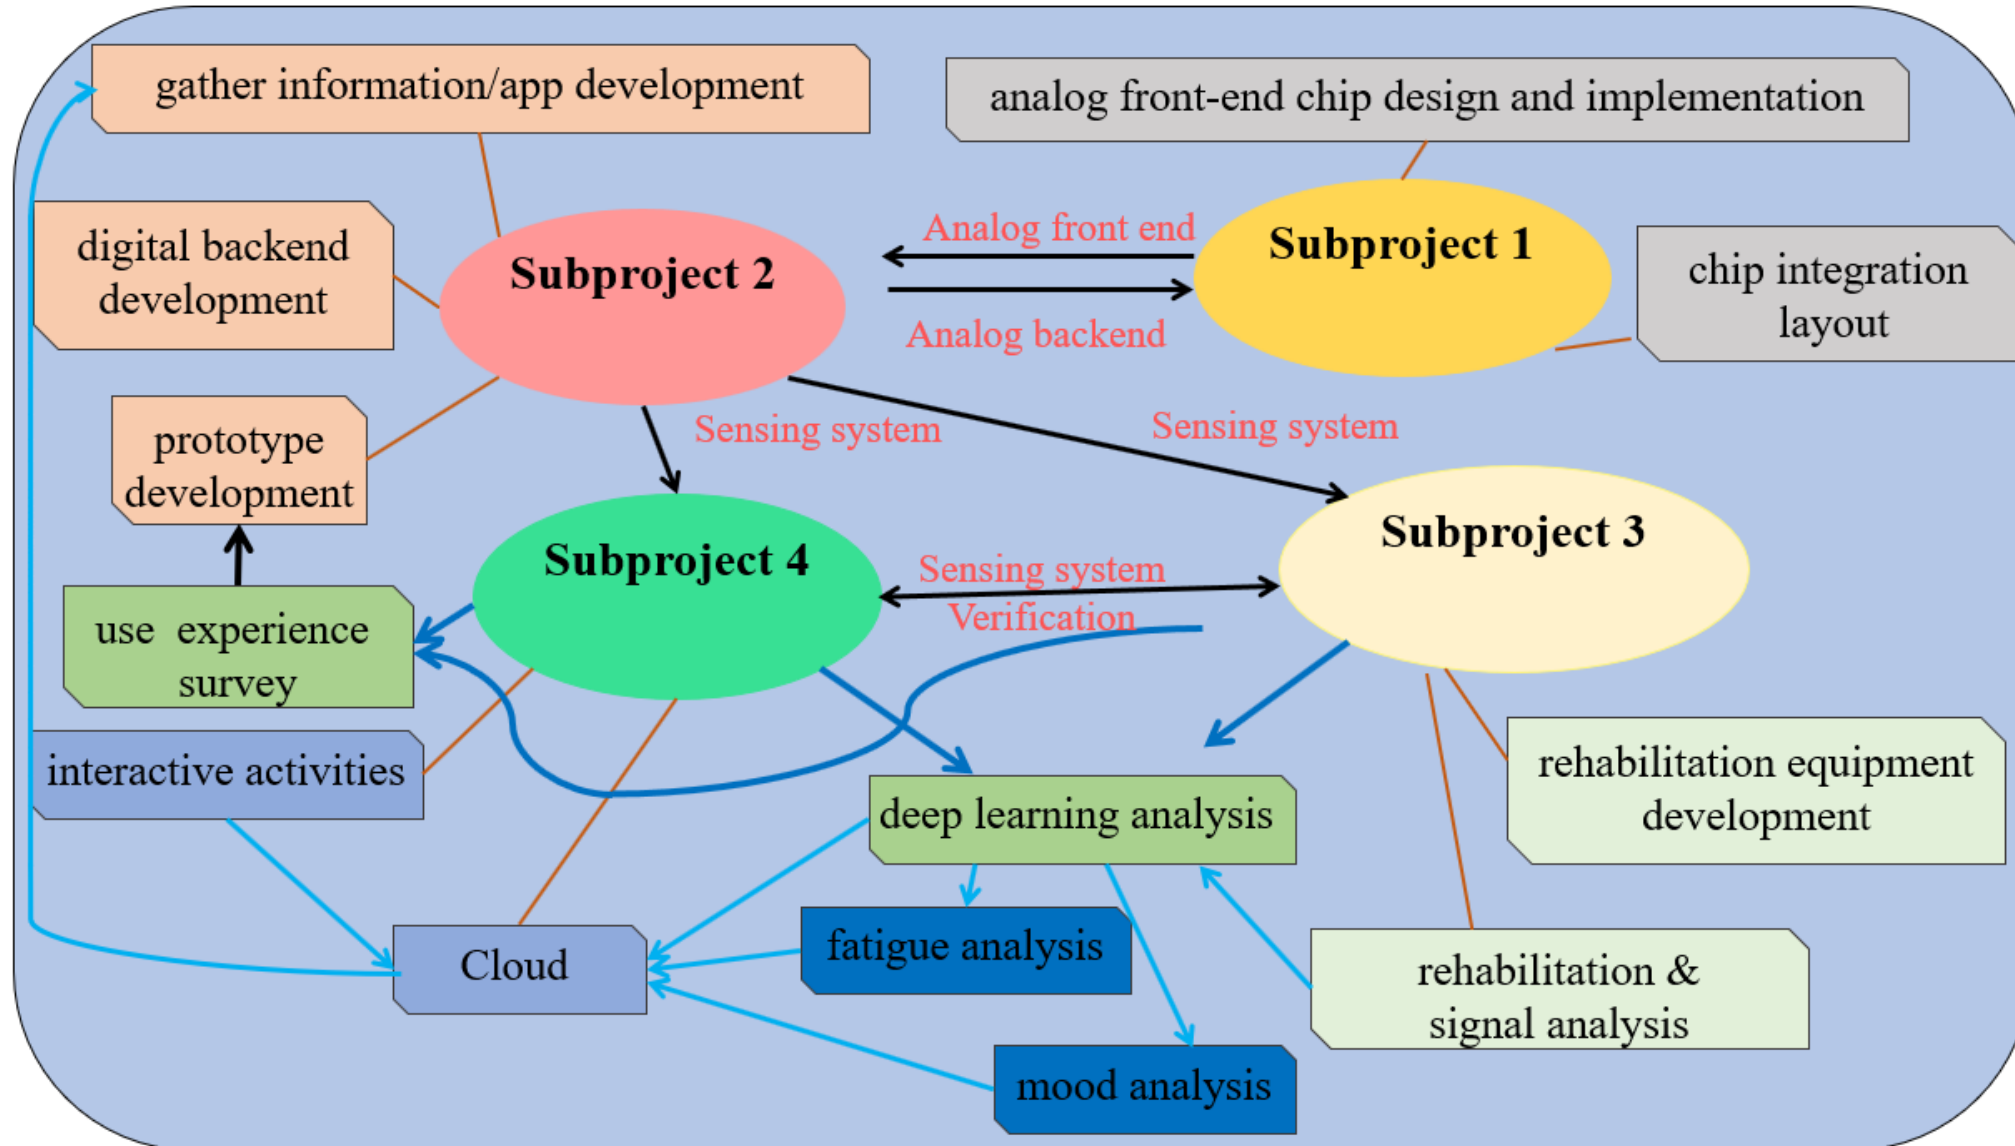 gather information/app development
analog front-end chip design and implementation
digital backend
development
Subproject 2
Analog front end
Analog backend
Subproject 1
chip integration
layout
prototype
development
Sensing system
Sensing system
Subproject 4
Sensing system
Verification
Subproject 3
use experience
survey
interactive activities
deep learning analysis
rehabilitation equipment
development
Cloud
fatigue analysis
rehabilitation &
signal analysis
mood analysis